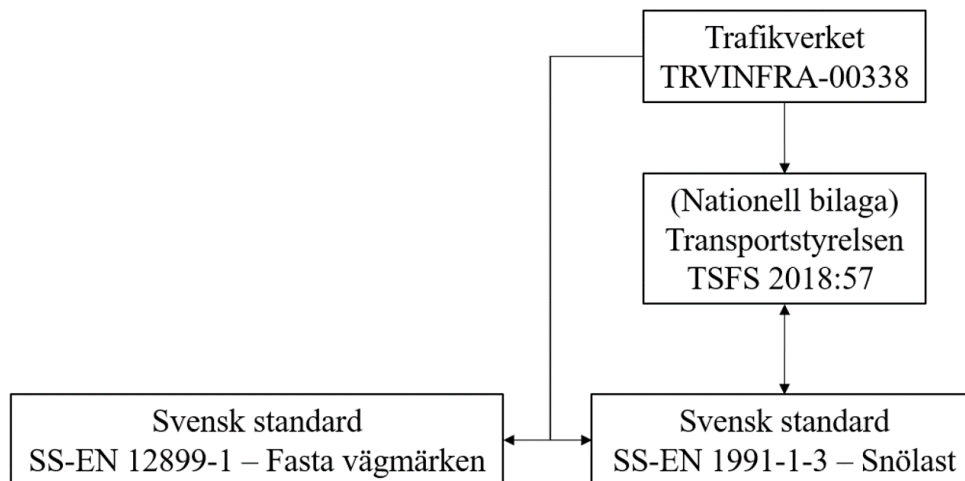 Trafikverket
TRVINFRA-00338
(Nationell bilaga)
Transportstyrelsen
TSFS 2018:57
Svensk standard
SS-EN 12899-1 – Fasta vägmärken
Svensk standard
SS-EN 1991-1-3 – Snölast